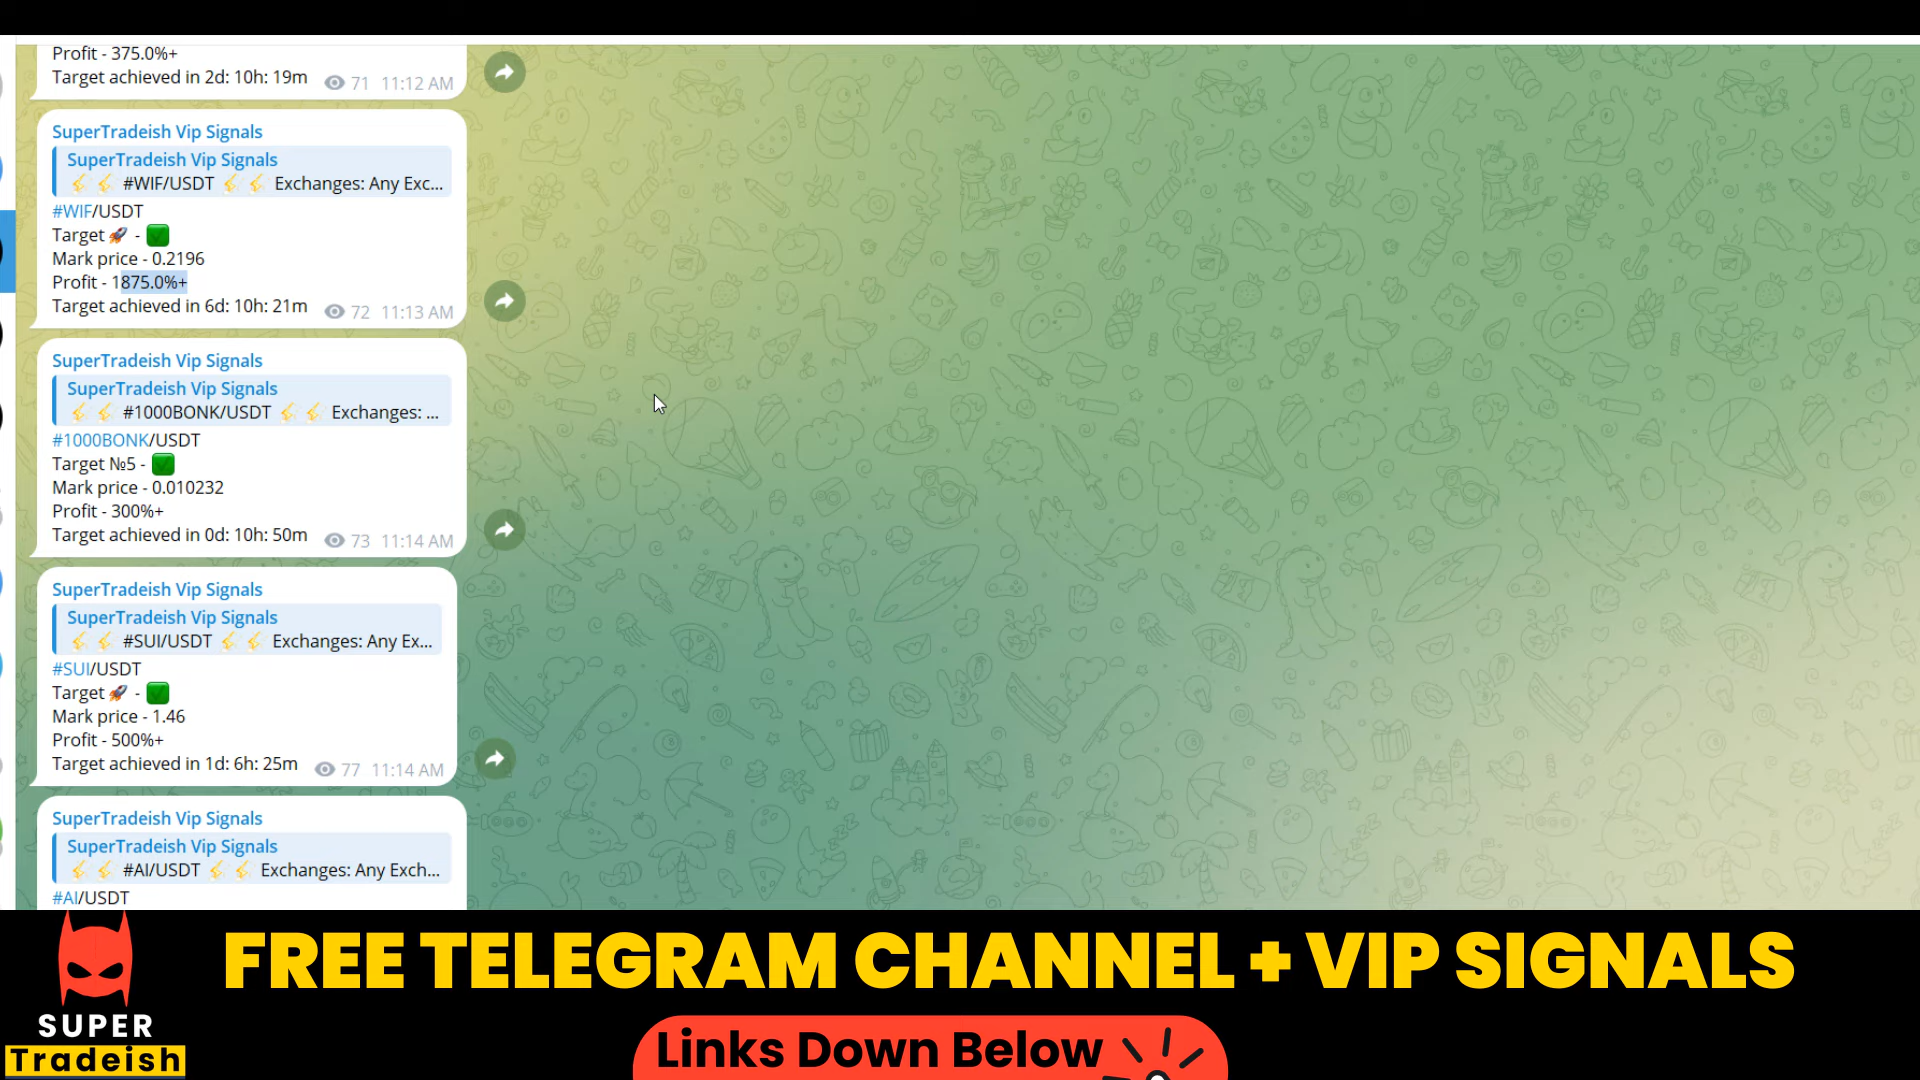 Profit - 375.0%+
Target achieved in 2d: 10h: 19m 71 11:12 AM
SuperTradeish Vip Signals
SuperTradeish Vip Signals
⚡ ⚡ #WIF/USDT ⚡ ⚡ Exchanges: Any Exc...
#WIF/USDT
Target 🚀 - ✅
Mark price - 0.2196
Profit - 1875.0%+
Target achieved in 6d: 10h: 21m 72 11:13 AM
SuperTradeish Vip Signals
SuperTradeish Vip Signals
⚡ ⚡ #1000BONK/USDT ⚡ ⚡ Exchanges: ...
#1000BONK/USDT
Target №5 - ✅
Mark price - 0.010232
Profit - 300%+
Target achieved in 0d: 10h: 50m 73 11:14 AM
SuperTradeish Vip Signals
SuperTradeish Vip Signals
⚡ ⚡ #SUI/USDT ⚡ ⚡ Exchanges: Any Ex...
#SUI/USDT
Target 🚀 - ✅
Mark price - 1.46
Profit - 500%+
Target achieved in 1d: 6h: 25m 77 11:14 AM
SuperTradeish Vip Signals
SuperTradeish Vip Signals
⚡ ⚡ #AI/USDT ⚡ ⚡ Exchanges: Any Exch...
#AI/USDT
FREE TELEGRAM CHANNEL + VIP SIGNALS
SUPER
Tradeish
Links Down Below